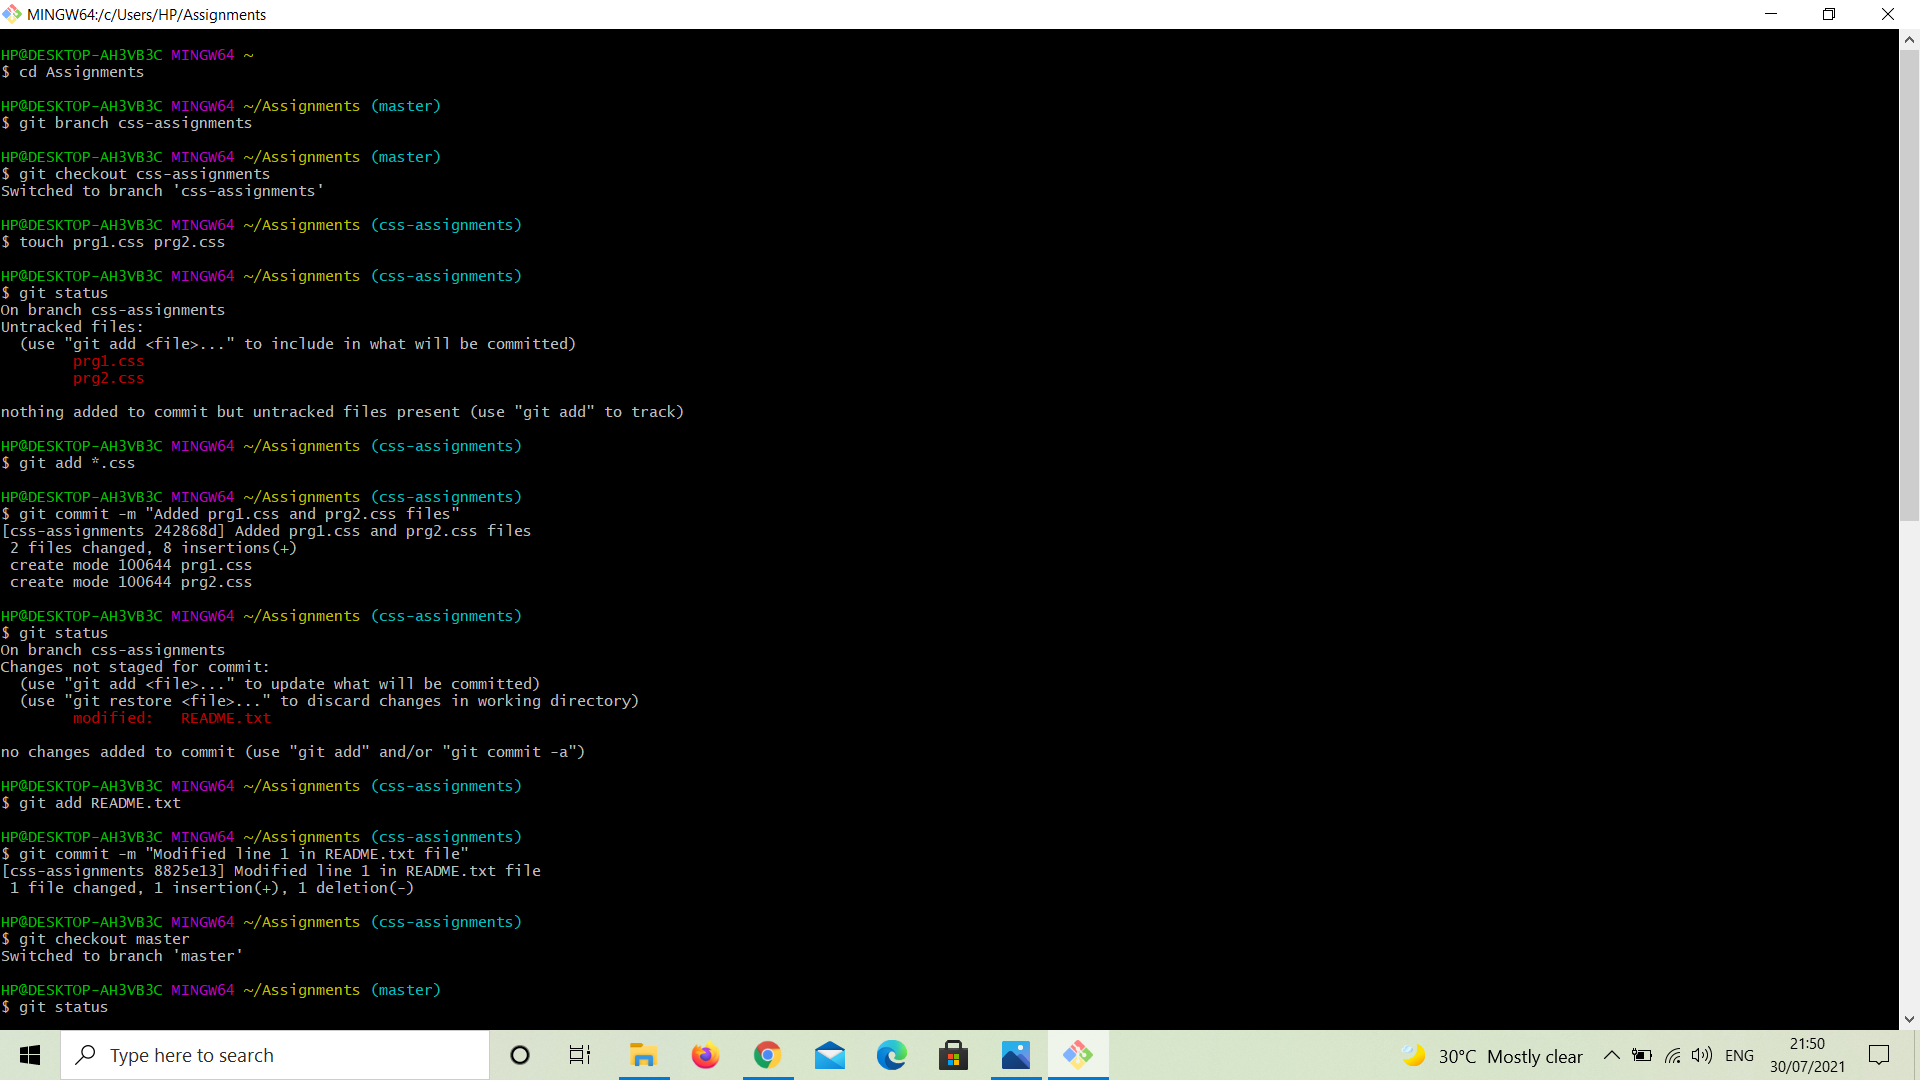 MINGW64:/c/Users/HP/Assignments
HP@DESKTOP-AH3VB3C MINGW64 ~
$ cd Assignments
HP@DESKTOP-AH3VB3C MINGW64 ~/Assignments (master)
$ git branch css-assignments
HP@DESKTOP-AH3VB3C MINGW64 ~/Assignments (master)
$ git checkout css-assignments
Switched to branch 'css-assignments'
HP@DESKTOP-AH3VB3C MINGW64 ~/Assignments (css-assignments)
$ touch prg1.css prg2.css
HP@DESKTOP-AH3VB3C MINGW64 ~/Assignments (css-assignments)
$ git status
On branch css-assignments
Untracked files:
  (use "git add <file>..." to include in what will be committed)
        prg1.css
        prg2.css
nothing added to commit but untracked files present (use "git add" to track)
HP@DESKTOP-AH3VB3C MINGW64 ~/Assignments (css-assignments)
$ git add *.css
HP@DESKTOP-AH3VB3C MINGW64 ~/Assignments (css-assignments)
$ git commit -m "Added prg1.css and prg2.css files"
[css-assignments 242868d] Added prg1.css and prg2.css files
 2 files changed, 8 insertions(+)
 create mode 100644 prg1.css
 create mode 100644 prg2.css
HP@DESKTOP-AH3VB3C MINGW64 ~/Assignments (css-assignments)
$ git status
On branch css-assignments
Changes not staged for commit:
  (use "git add <file>..." to update what will be committed)
  (use "git restore <file>..." to discard changes in working directory)
        modified:   README.txt
no changes added to commit (use "git add" and/or "git commit -a")
HP@DESKTOP-AH3VB3C MINGW64 ~/Assignments (css-assignments)
$ git add README.txt
HP@DESKTOP-AH3VB3C MINGW64 ~/Assignments (css-assignments)
$ git commit -m "Modified line 1 in README.txt file"
[css-assignments 8825e13] Modified line 1 in README.txt file
 1 file changed, 1 insertion(+), 1 deletion(-)
HP@DESKTOP-AH3VB3C MINGW64 ~/Assignments (css-assignments)
$ git checkout master
Switched to branch 'master'
HP@DESKTOP-AH3VB3C MINGW64 ~/Assignments (master)
$ git status
Type here to search
30°C Mostly clear
ENG
21:50
30/07/2021